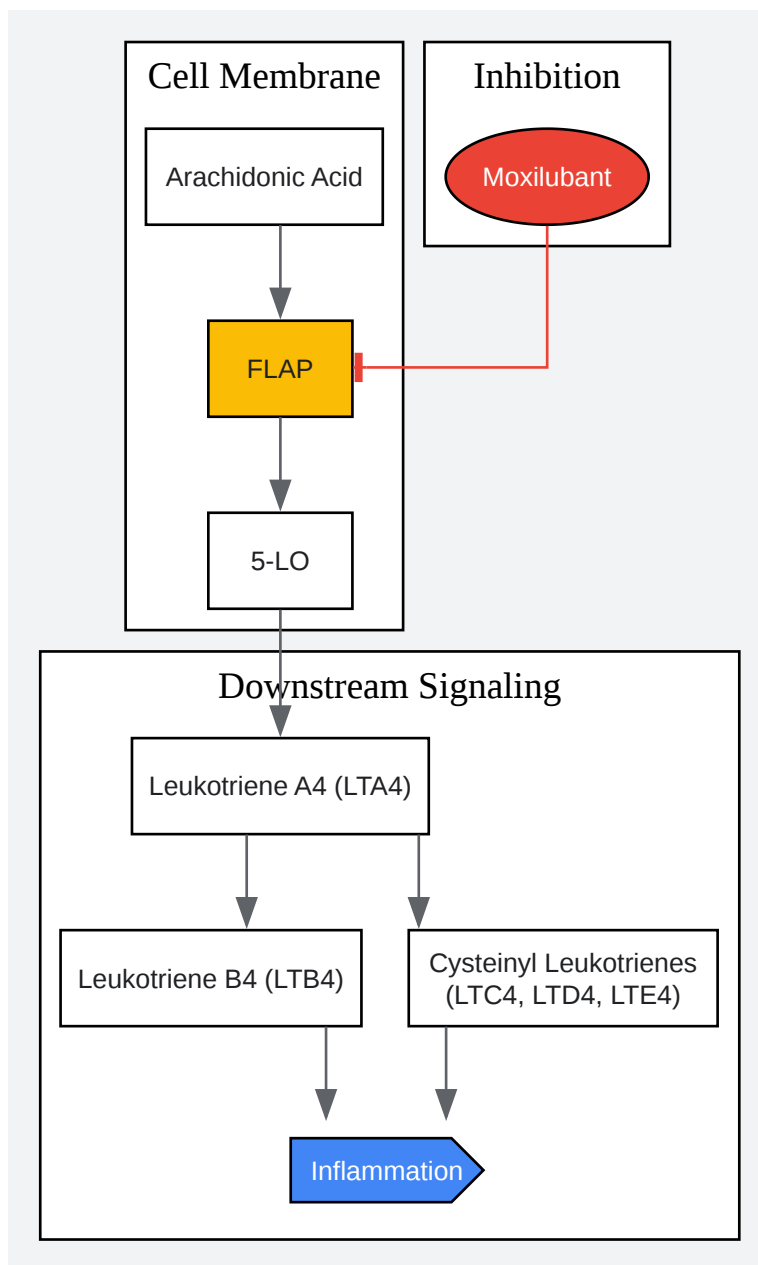 Cell Membrane
Inhibition
Arachidonic Acid
Moxilubant
FLAP
5-LO
Downstream Signaling
Leukotriene A4 (LTA4)
Leukotriene B4 (LTB4)
Cysteinyl Leukotrienes
(LTC4, LTD4, LTE4)
Inflammation